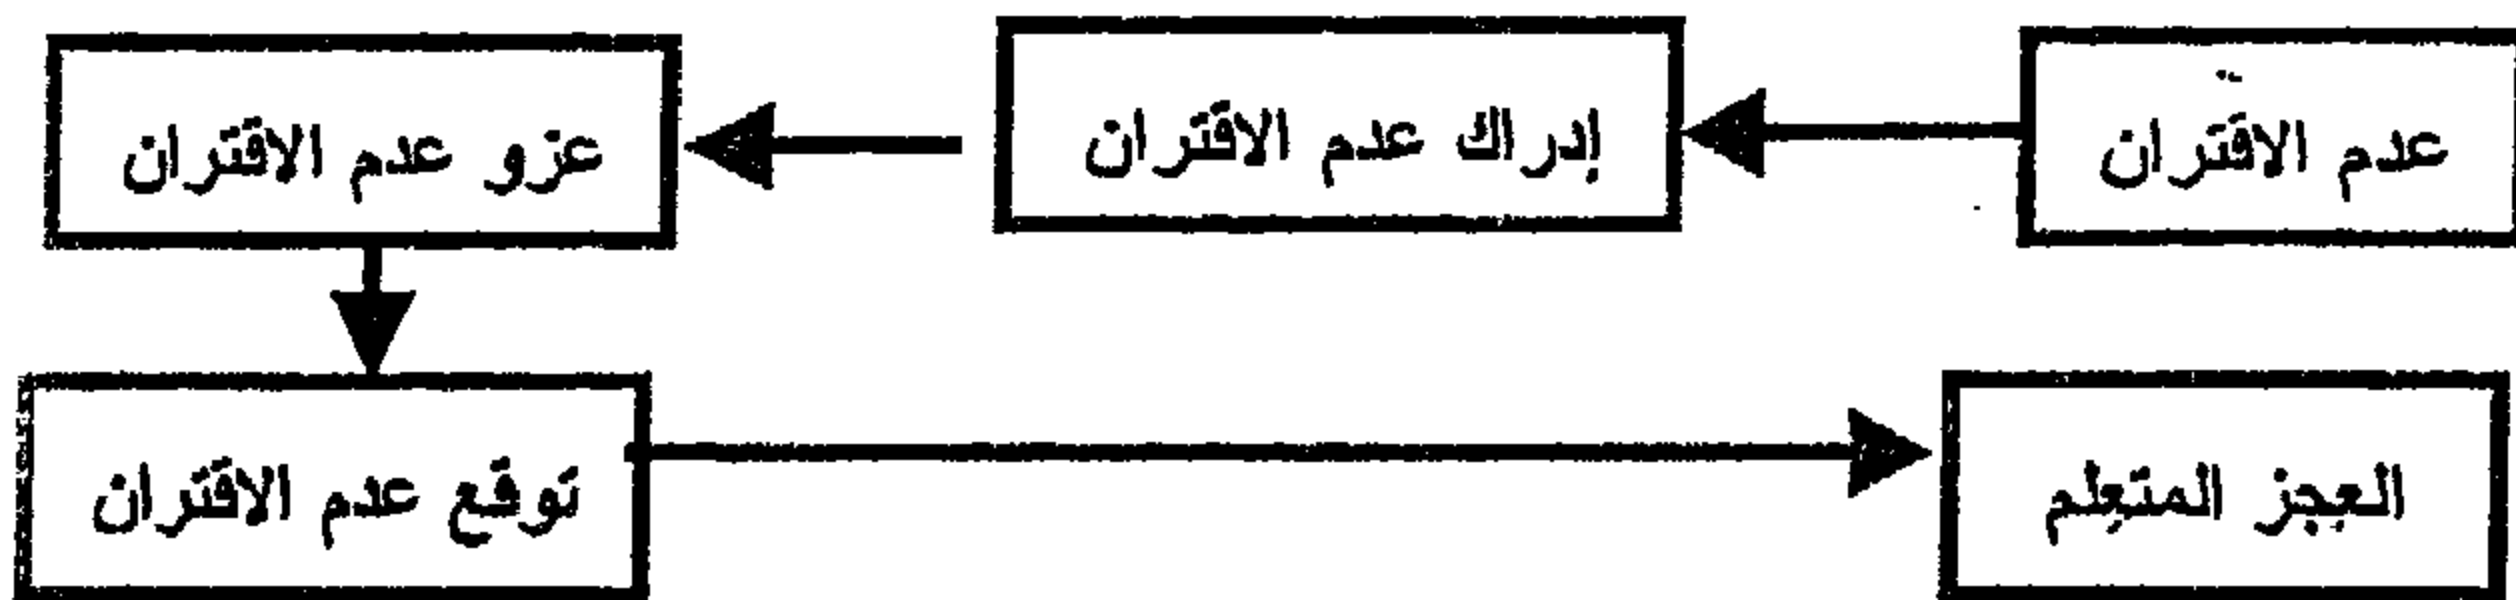 عدم الاقتران
إدراك عدم الاقتران
عزو عدم الاقتران
توقع عدم الاقتران
العجز المتعلم